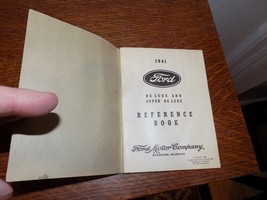 1941
Ford
DE LUXE AND
SUPER DE LUXE
REFERENCE
BOOK
Ford Motor Company
DEARBORN, MICHIGAN